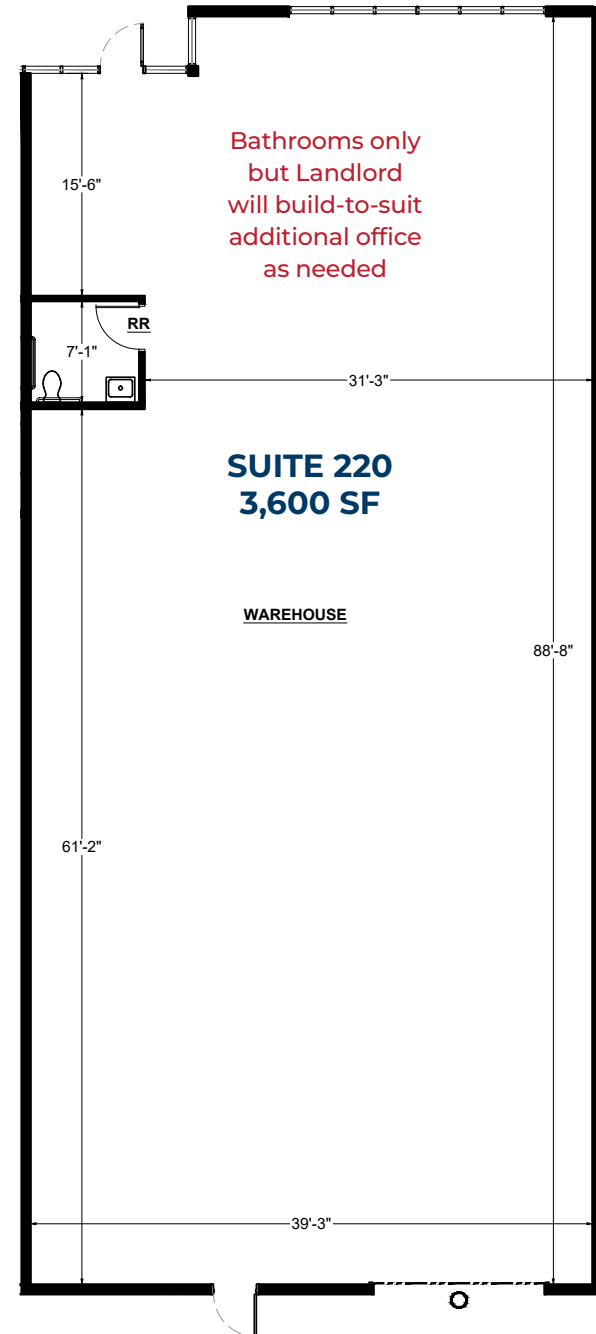 Bathrooms only
but Landlord
will build-to-suit
additional office
as needed
15'-6"
RR
7'-1"
31'-3"
SUITE 220
3,600 SF
WAREHOUSE
88'-8"
61'-2"
39'-3"